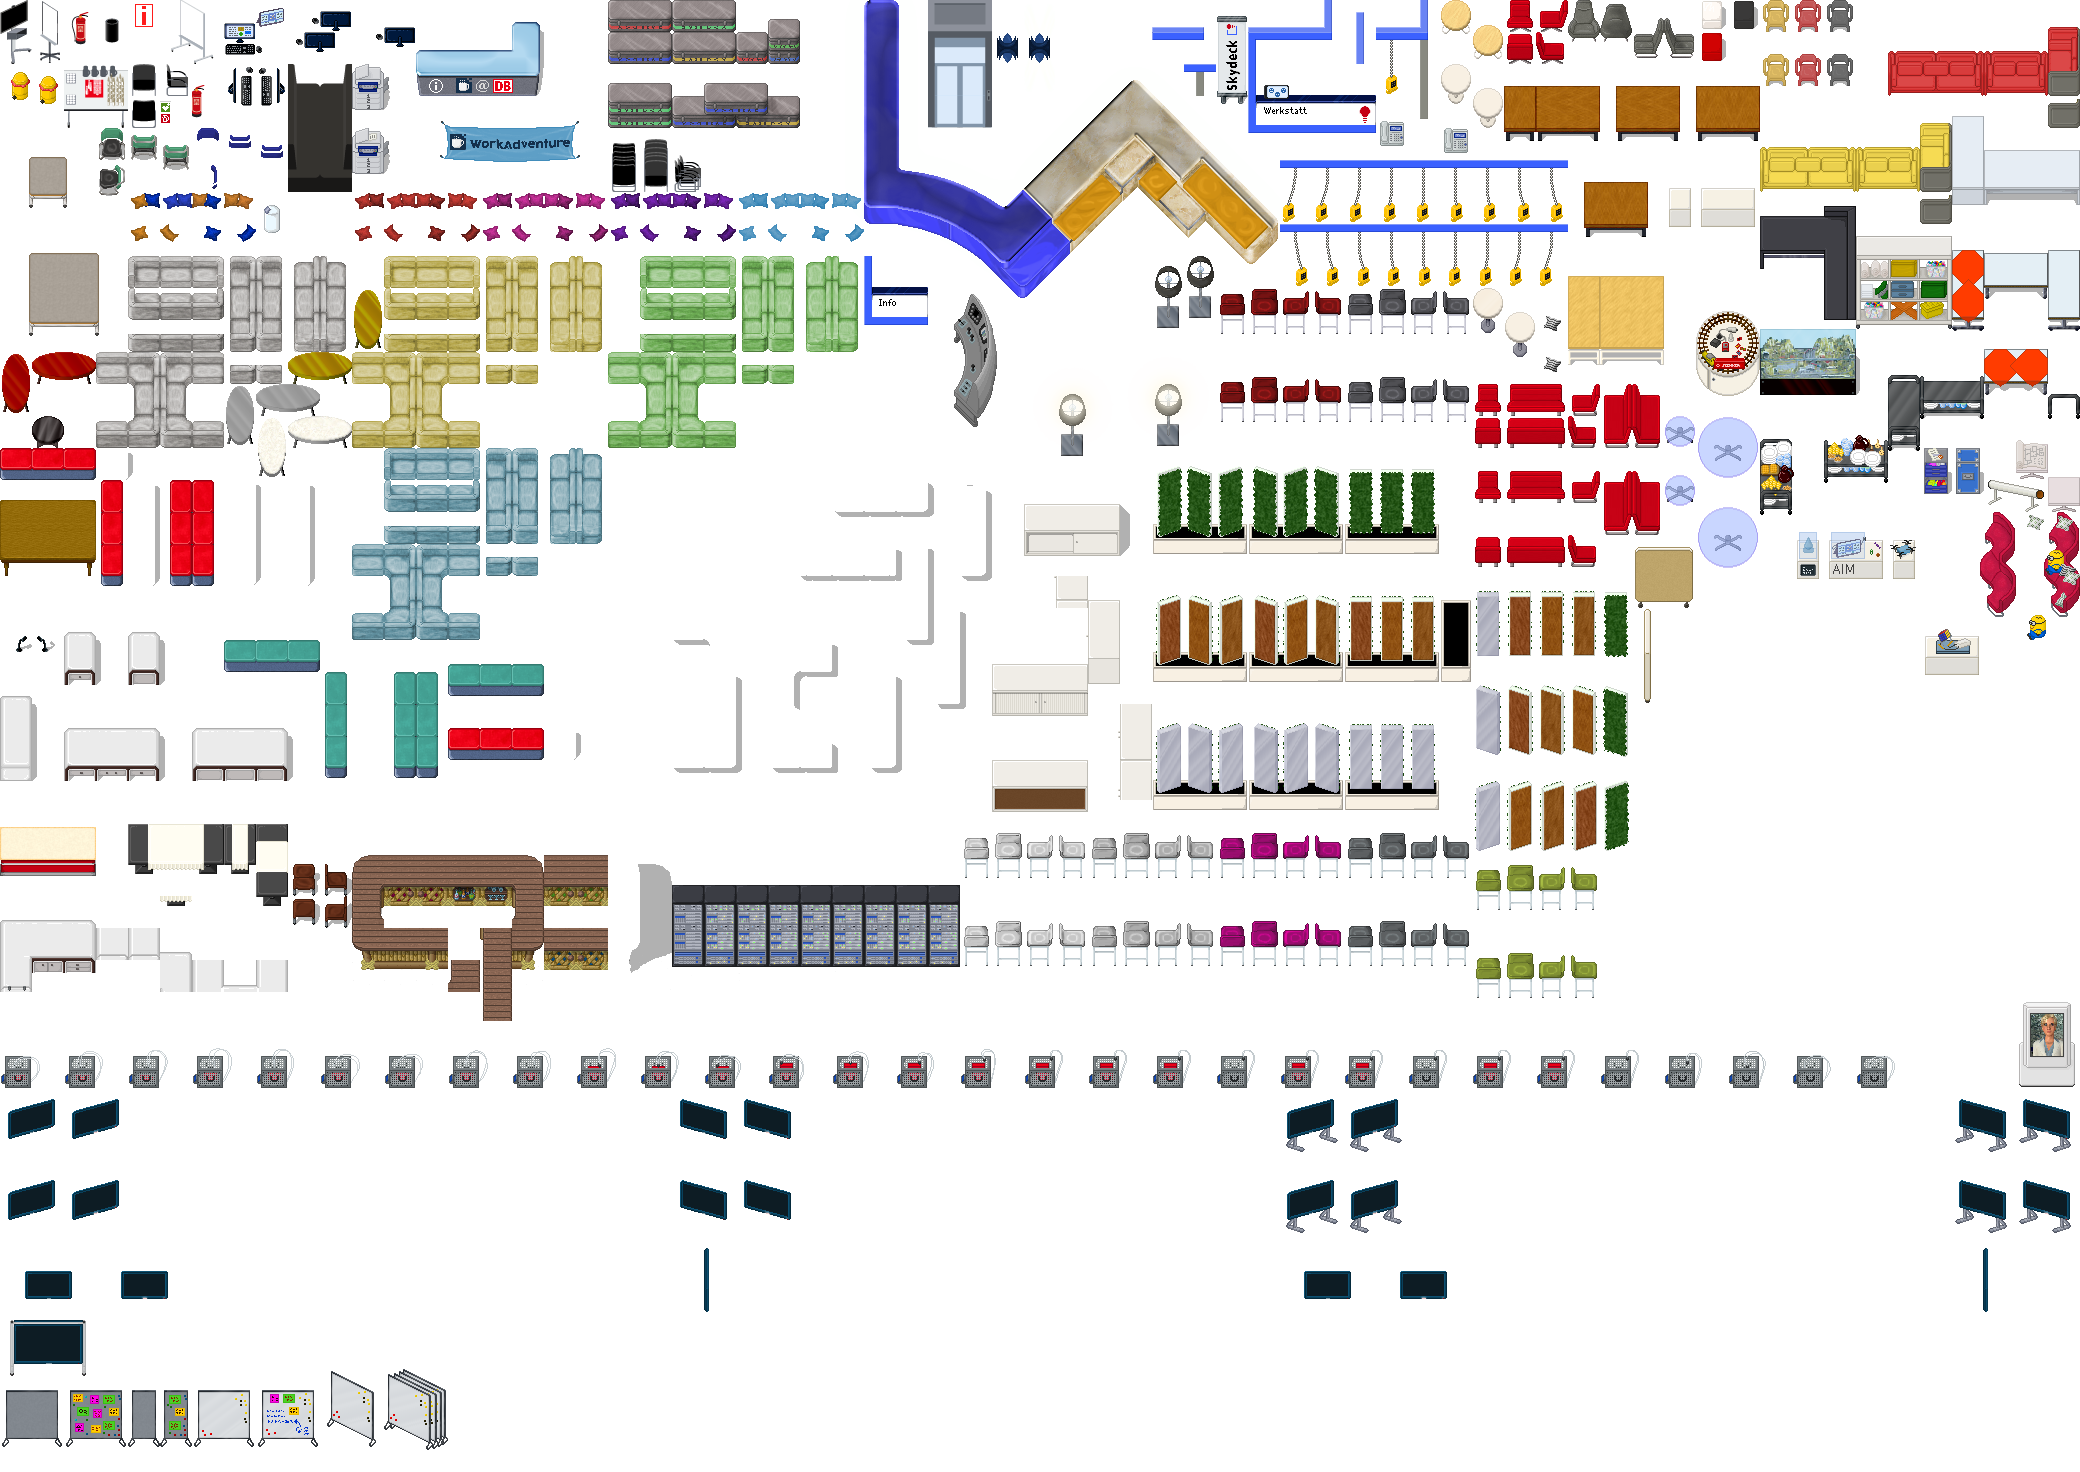 i
Skydeck
Werkstatt
i @ DB
WorkAdventure
Info
AIM